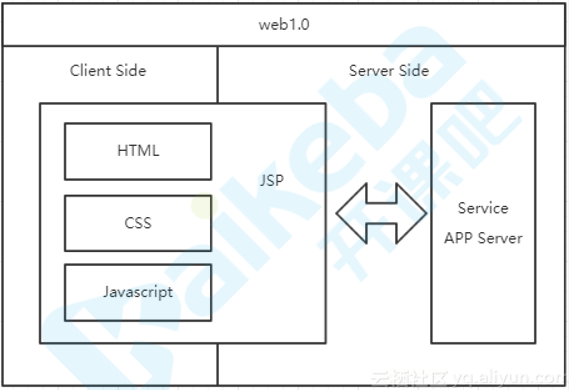 web1.0
Client Side
Server Side
HTML
JSP
CSS
Javascript
Service
APP Server
kaikeba
开课吧
云栖社区 yq.aliyun.com